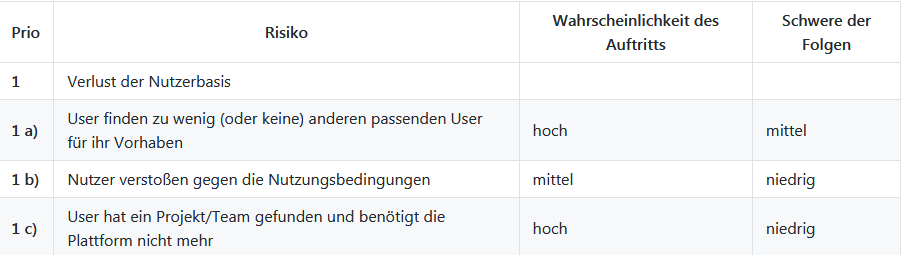 Prio Risiko Wahrscheinlichkeit des Auftritts Schwere der Folgen
1 Verlust der Nutzerbasis
1 a) User finden zu wenig (oder keine) anderen passenden User
für ihr Vorhaben hoch mittel
1 b) Nutzer verstoßen gegen die Nutzungsbedingungen mittel niedrig
1 c) User hat ein Projekt/Team gefunden und benötigt die
Plattform nicht mehr hoch niedrig